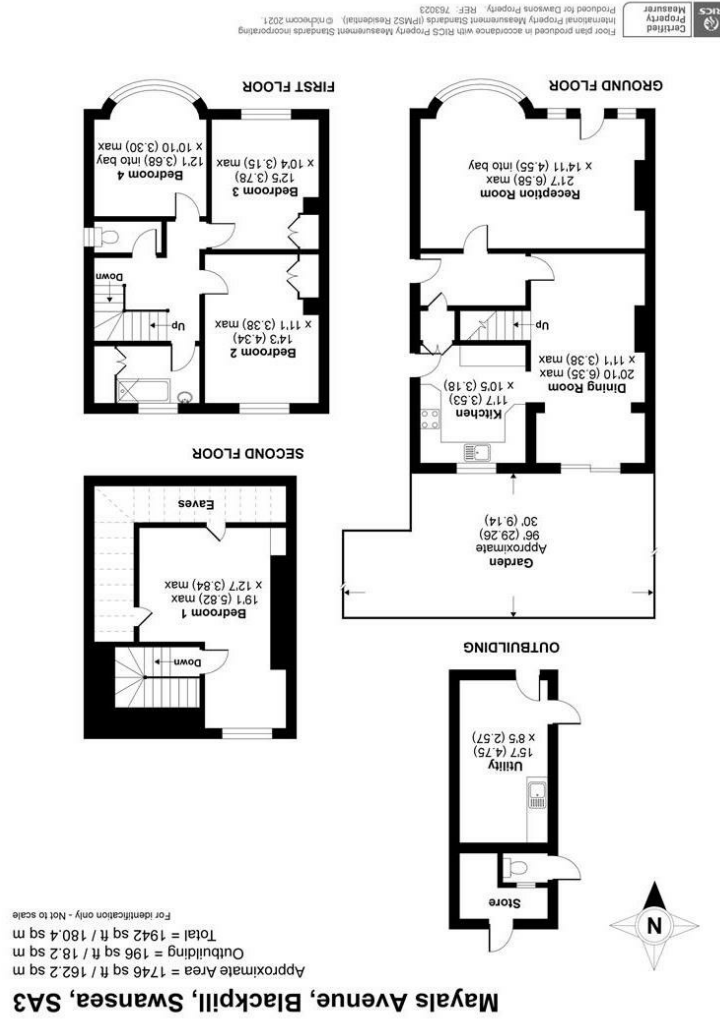 Mayals Avenue, Blackpill, Swansea, SA3
Approximate Area = 1746 sq ft / 162.2 sq m
Outbuilding = 196 sq ft / 18.2 sq m
Total = 1942 sq ft / 180.4 sq m
For identification only - Not to scale
N
Store
Utility
15'7 (4.75)
x 8'5 (2.57)
OUTBUILDING
Down
Bedroom 1
19'1 (5.82) max
x 12'7 (3.84) max
Eaves
SECOND FLOOR
Garden
Approximate
96' (29.26)
30' (9.14)
Kitchen
11'7 (3.53)
x 10'5 (3.18)
Dining Room
20'10 (6.35) max
x 11'1 (3.38) max
Up
Reception Room
21'7 (6.58) max
x 14'11 (4.55) into bay
GROUND FLOOR
Bedroom 2
14'3 (4.34)
x 11'1 (3.38) max
Up
Down
Bedroom 3
12'5 (3.78)
x 10'4 (3.15) max
Bedroom 4
12'1 (3.68) into bay
x 10'10 (3.30) max
FIRST FLOOR
Certified
Property
Measurer
RICS
Floor plan produced in accordance with RICS Property Measurement Standards incorporating
International Property Measurement Standards (IPMS2 Residential). © nichecom 2021.
Produced for Dawsons Property. REF: 763023